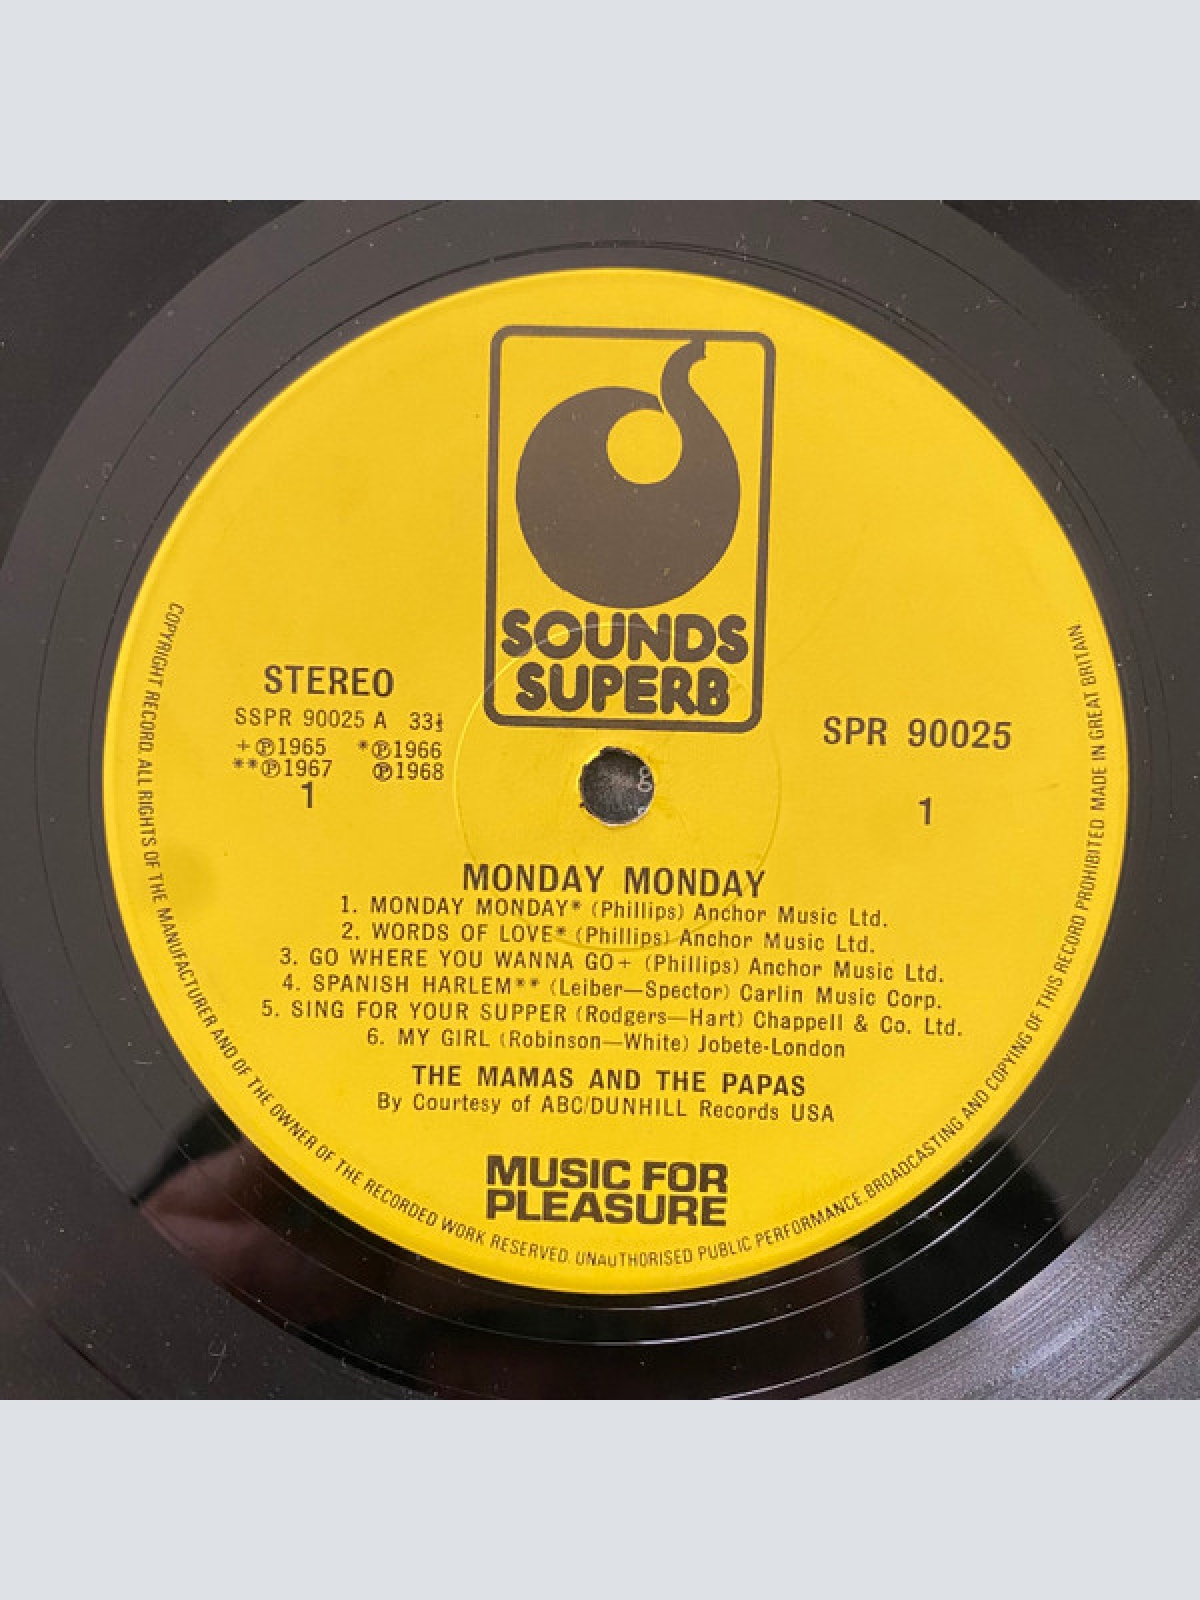 SOUNDS
SUPERB
STEREO
SSPR 90025 A 33⅓
+℗1965 *℗1966
**℗1967 ℗1968
1
SPR 90025
1
MONDAY MONDAY
1. MONDAY MONDAY* (Phillips) Anchor Music Ltd.
2. WORDS OF LOVE* (Phillips) Anchor Music Ltd.
3. GO WHERE YOU WANNA GO+ (Phillips) Anchor Music Ltd.
4. SPANISH HARLEM** (Leiber—Spector) Carlin Music Corp.
5. SING FOR YOUR SUPPER (Rodgers—Hart) Chappell & Co. Ltd.
6. MY GIRL (Robinson—White) Jobete-London
THE MAMAS AND THE PAPAS
By Courtesy of ABC/DUNHILL Records USA
MUSIC FOR
PLEASURE
COPYRIGHT RECORD. ALL RIGHTS OF THE MANUFACTURER AND OF THE OWNER OF THE RECORDED WORK RESERVED. UNAUTHORISED PUBLIC PERFORMANCE BROADCASTING AND COPYING OF THIS RECORD PROHIBITED MADE IN GREAT BRITAIN